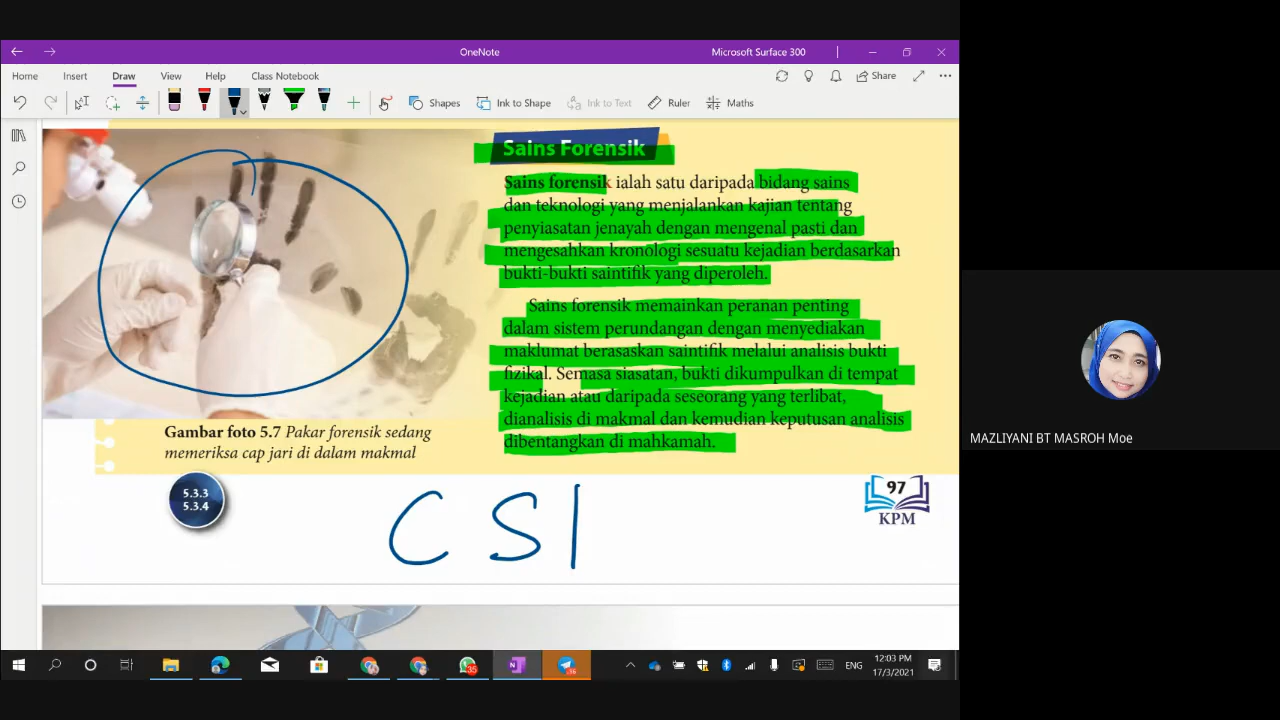 OneNote
Microsoft Surface 300
Home Insert Draw View Help Class Notebook
Share
Shapes Ink to Shape Ink to Text Ruler Maths
Sains Forensik
Sains forensik ialah satu daripada bidang sains
dan teknologi yang menjalankan kajian tentang
penyiasatan jenayah dengan mengenal pasti dan
mengesahkan kronologi sesuatu kejadian berdasarkan
bukti-bukti saintifik yang diperoleh.
Sains forensik memainkan peranan penting
dalam sistem perundangan dengan menyediakan
maklumat berasaskan saintifik melalui analisis bukti
fizikal. Semasa siasatan, bukti dikumpulkan di tempat
kejadian atau daripada seseorang yang terlibat,
dianalisis di makmal dan kemudian keputusan analisis
dibentangkan di mahkamah.
Gambar foto 5.7 Pakar forensik sedang
memeriksa cap jari di dalam makmal
5.3.3
5.3.4
97
KPM
CSI
MAZLIYANI BT MASROH Moe
35
ENG
12:03 PM
17/3/2021